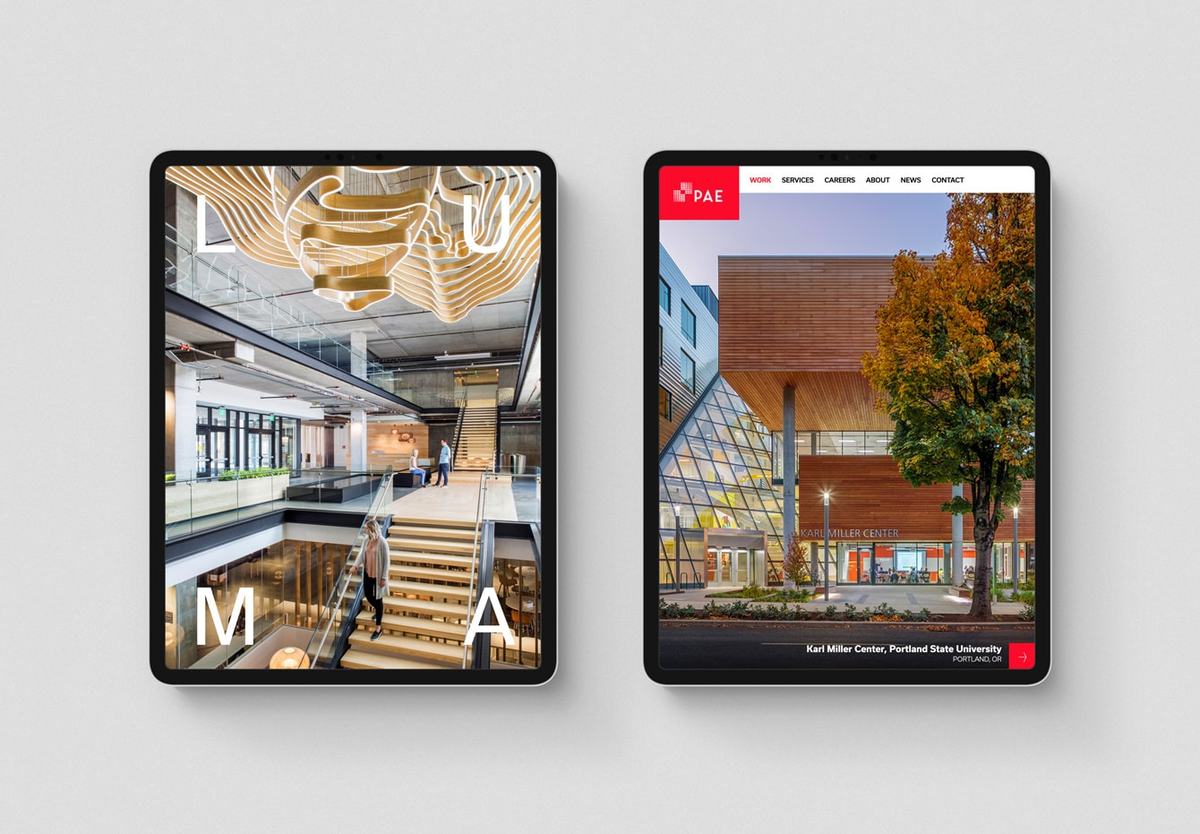 L U
M A
PAE
WORK SERVICES CAREERS ABOUT NEWS CONTACT
KARL MILLER CENTER
Karl Miller Center, Portland State University
PORTLAND, OR